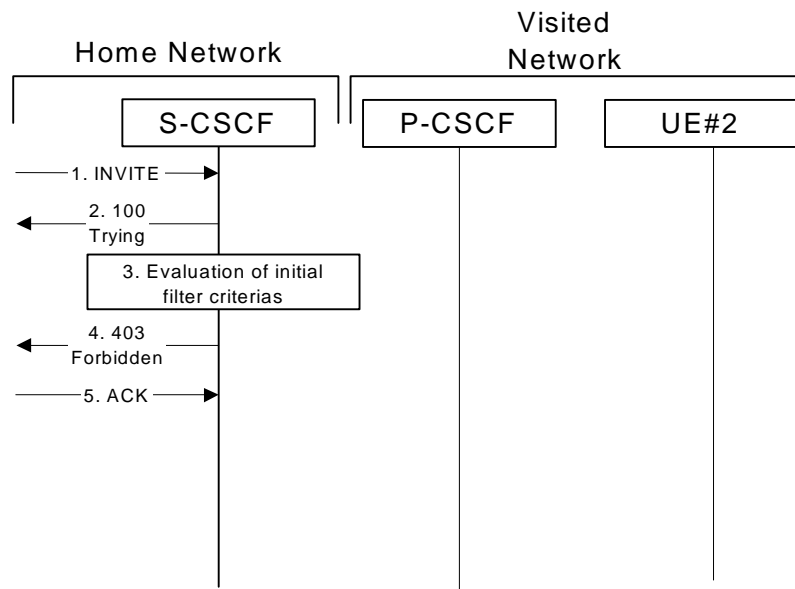 Home Network
Visited
Network
S-CSCF
P-CSCF
UE#2
1. INVITE
2. 100
Trying
3. Evaluation of initial
filter criterias
4. 403
Forbidden
5. ACK